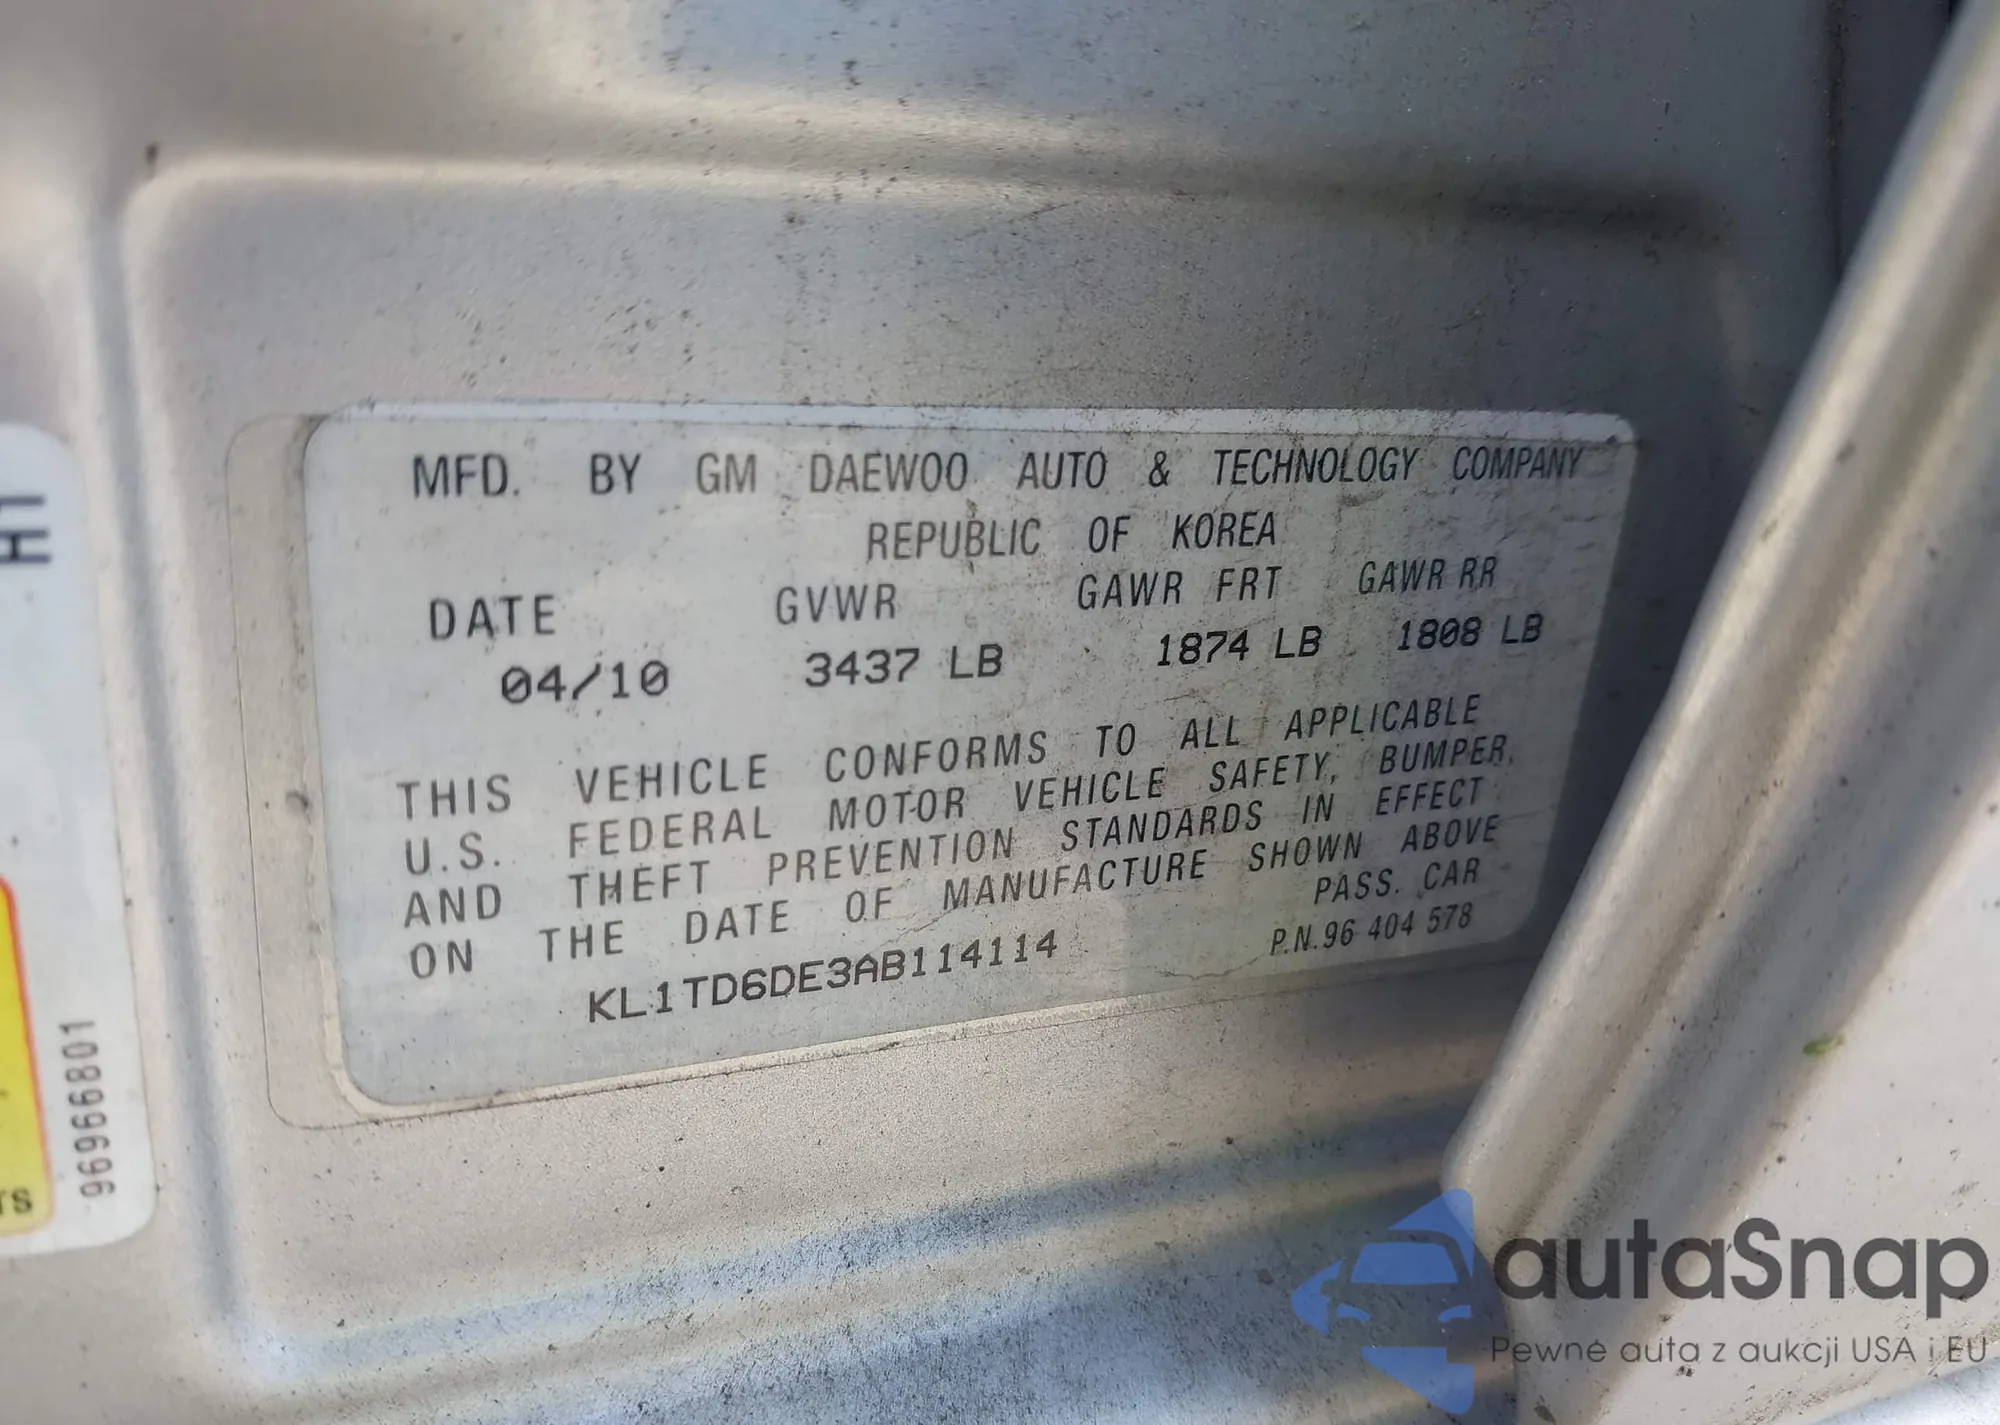 MFD. BY GM DAEWOO AUTO & TECHNOLOGY COMPANY
REPUBLIC OF KOREA
DATE GVWR GAWR FRT GAWR RR
04/10 3437 LB 1874 LB 1808 LB
THIS VEHICLE CONFORMS TO ALL APPLICABLE
U.S. FEDERAL MOTOR VEHICLE SAFETY, BUMPER,
AND THEFT PREVENTION STANDARDS IN EFFECT
ON THE DATE OF MANUFACTURE SHOWN ABOVE
KL1TD6DE3AB114114 PASS. CAR
P.N.96 404 578
H1
TS
96966801
autaSnap
Pewne auta z aukcji USA i EU